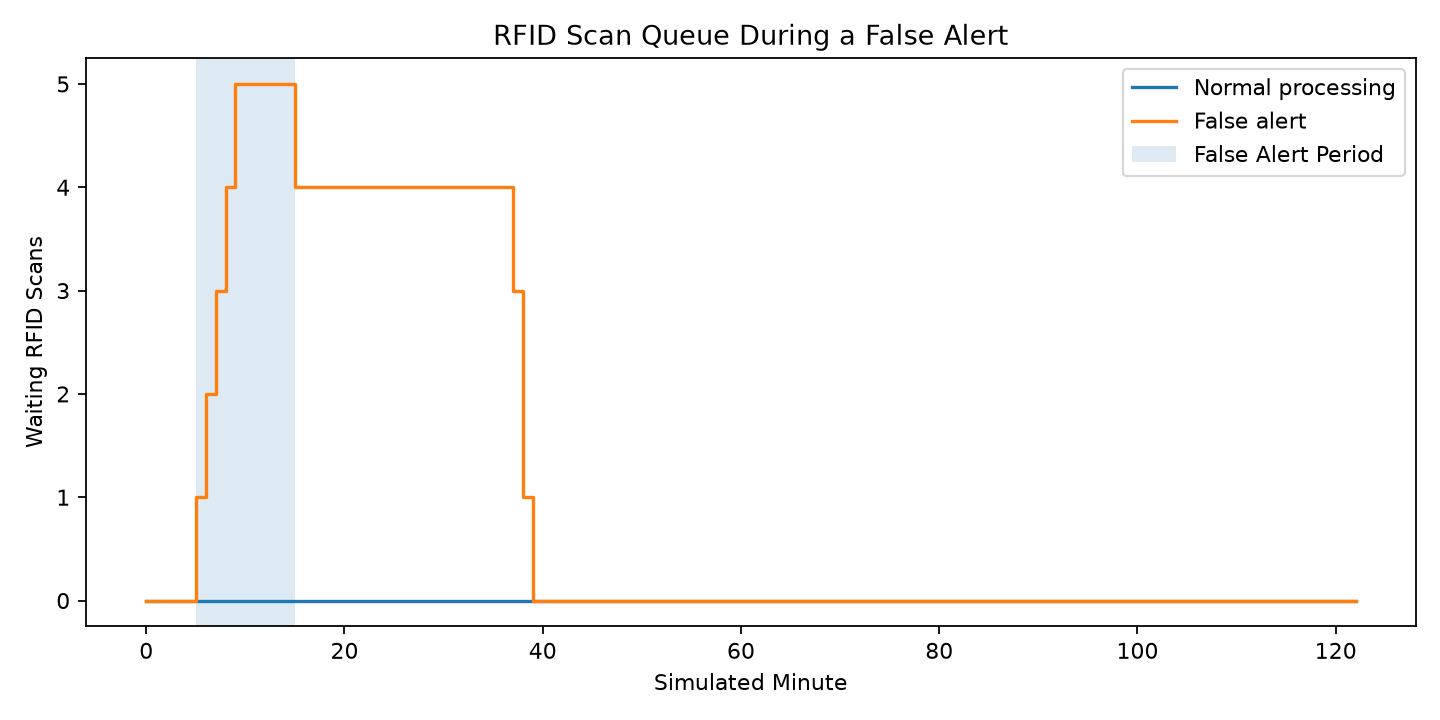 RFID Scan Queue During a False Alert
Normal processing
False alert
False Alert Period
Waiting RFID Scans
5
4
3
2
1
0
0 20 40 60 80 100 120
Simulated Minute